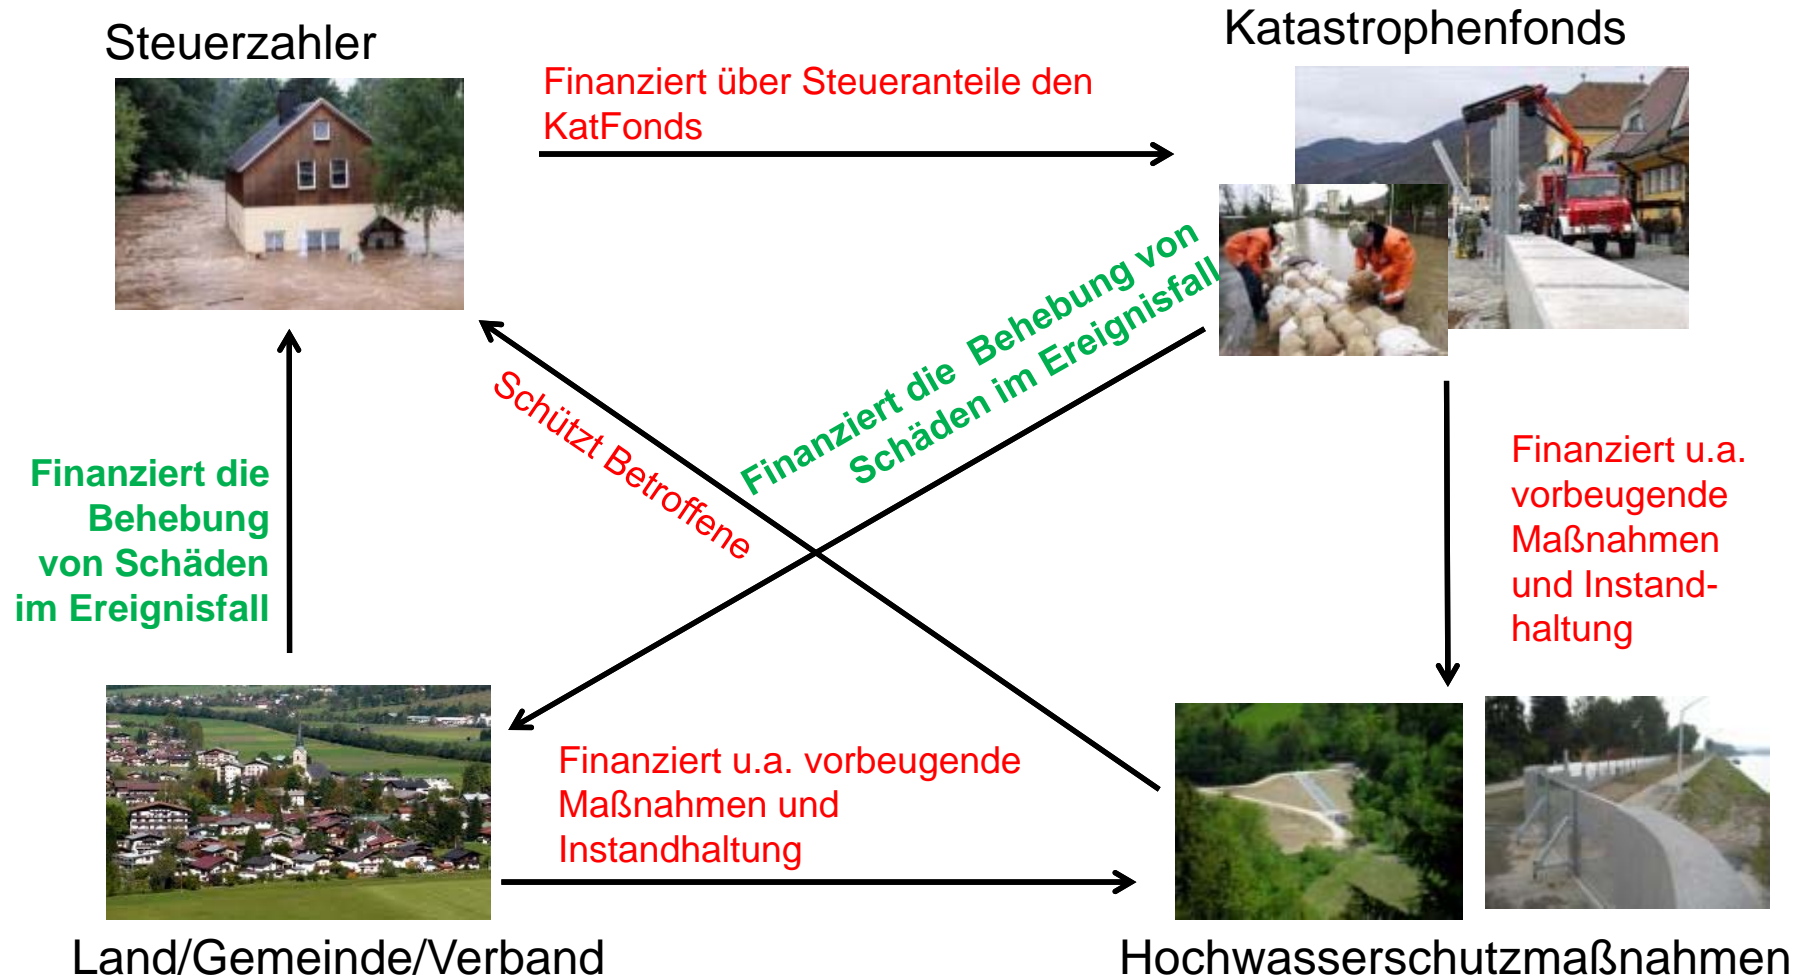 Steuerzahler
Katastrophenfonds
Finanziert über Steueranteile den
KatFonds
Finanziert die Behebung von
Schäden im Ereignisfall
Schützt Betroffene
Finanziert die
Behebung
von Schäden
im Ereignisfall
Finanziert u.a.
vorbeugende
Maßnahmen
und Instand-
haltung
Finanziert u.a. vorbeugende
Maßnahmen und
Instandhaltung
Land/Gemeinde/Verband
Hochwasserschutzmaßnahmen